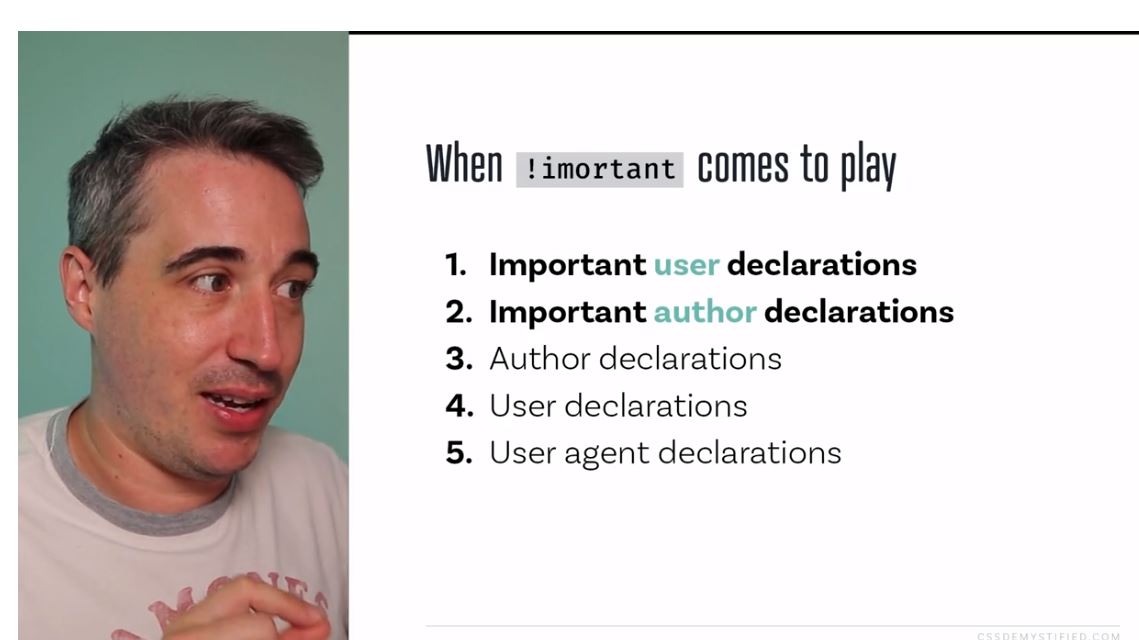 When !imortant comes to play
1. Important user declarations
2. Important author declarations
3. Author declarations
4. User declarations
5. User agent declarations
CSSDEMYSTIFIED.COM